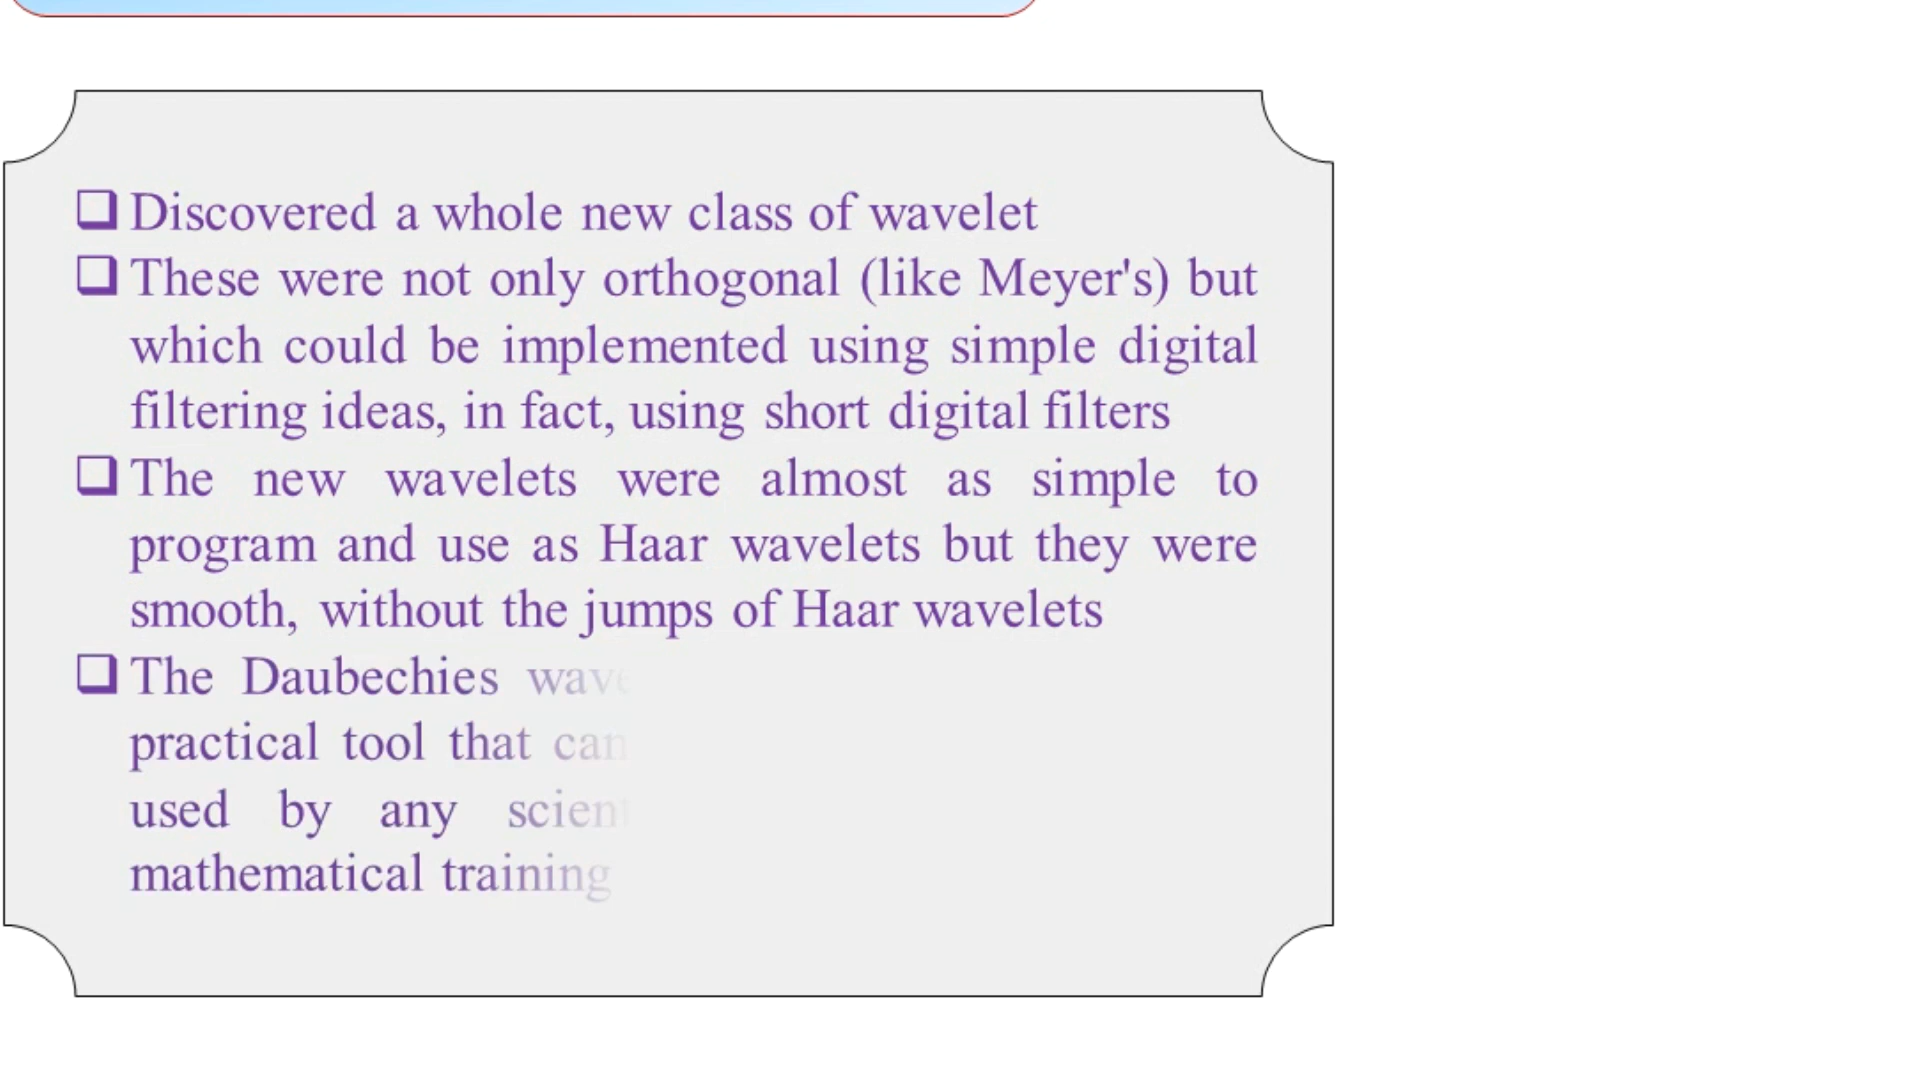 Discovered a whole new class of wavelet
These were not only orthogonal (like Meyer's) but
which could be implemented using simple digital
filtering ideas, in fact, using short digital filters
The new wavelets were almost as simple to
program and use as Haar wavelets but they were
smooth, without the jumps of Haar wavelets
The Daubechies
practical tool that can
used by any
mathematical training